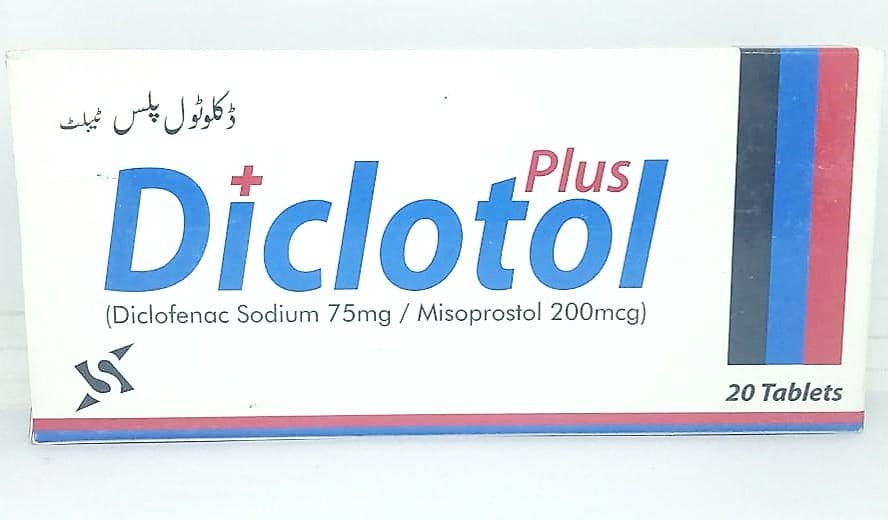 ڈکلوٹول پلس ٹیبلٹ
Plus
Diclotol
(Diclofenac Sodium 75mg / Misoprostol 200mcg)
20 Tablets